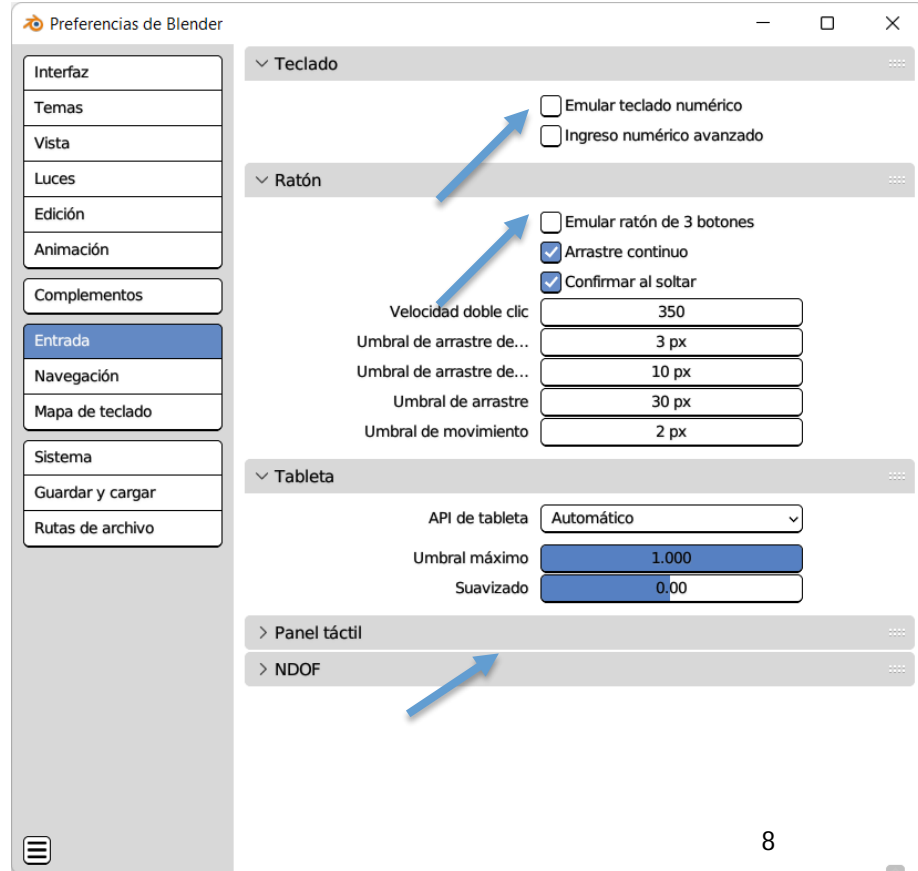 Preferencias de Blender
Interfaz
Temas
Vista
Luces
Edición
Animación
Complementos
Entrada
Navegación
Mapa de teclado
Sistema
Guardar y cargar
Rutas de archivo
Teclado
Emular teclado numérico
Ingreso numérico avanzado
Ratón
Emular ratón de 3 botones
Arrastre continuo
Confirmar al soltar
Velocidad doble clic 350
Umbral de arrastre de... 3 px
Umbral de arrastre de... 10 px
Umbral de arrastre 30 px
Umbral de movimiento 2 px
Tableta
API de tableta Automático
Umbral máximo 1.000
Suavizado 0.00
Panel táctil
NDOF
8